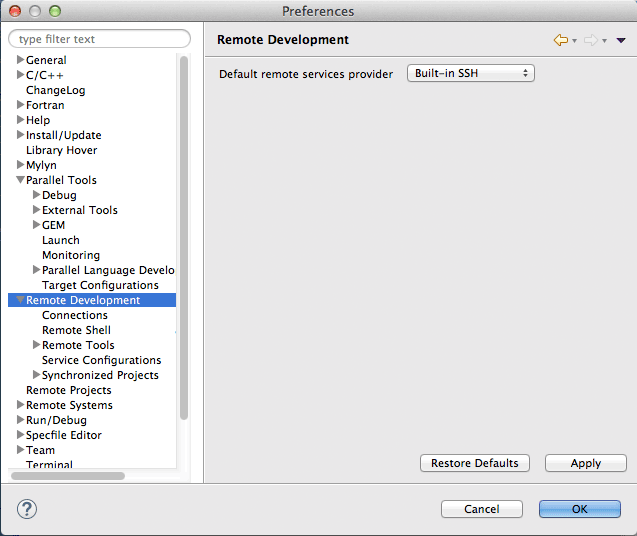 Preferences
type filter text
General
C/C++
ChangeLog
Fortran
Help
Install/Update
Library Hover
Mylyn
Parallel Tools
Debug
External Tools
GEM
Launch
Monitoring
Parallel Language Develo
Target Configurations
Remote Development
Connections
Remote Shell
Remote Tools
Service Configurations
Synchronized Projects
Remote Projects
Remote Systems
Run/Debug
Specfile Editor
Team
Terminal
Remote Development
Default remote services provider Built-in SSH
Restore Defaults Apply
? Cancel OK